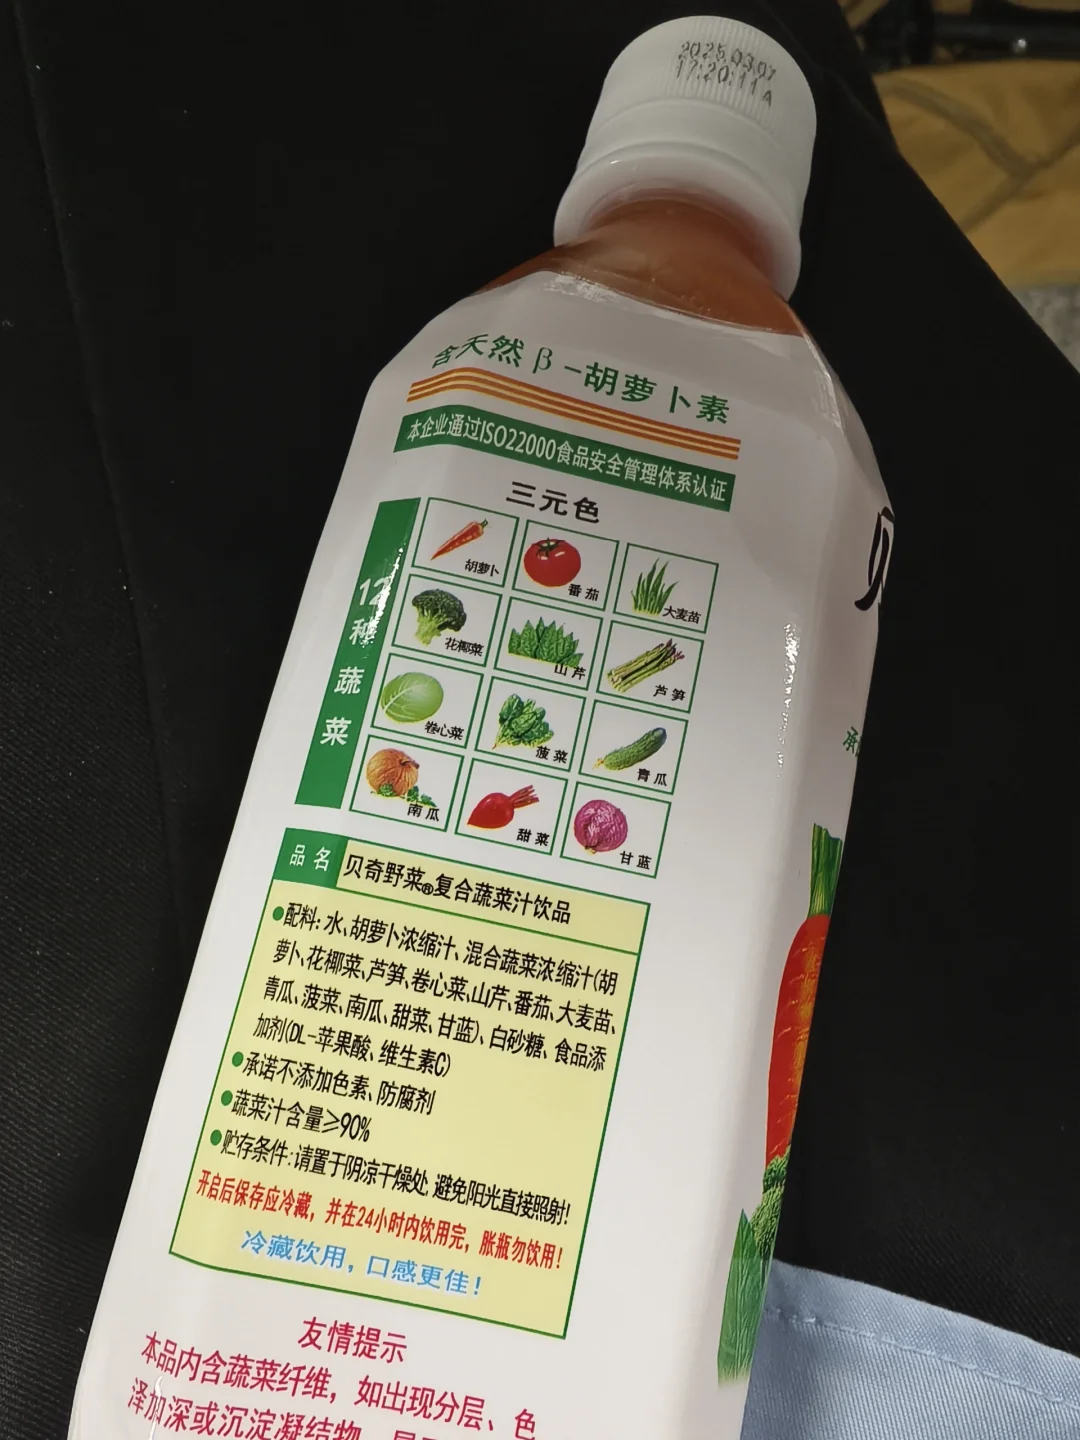 2025.03.07
17:20:11A
含天然β-胡萝卜素
本企业通过ISO22000食品安全管理体系认证
三元色
12种蔬菜
胡萝卜
番茄
大麦苗
花椰菜
山芹
芦笋
卷心菜
菠菜
青瓜
南瓜
甜菜
甘蓝
品名
贝奇野菜®复合蔬菜汁饮品
●配料:水、胡萝卜浓缩汁、混合蔬菜浓缩汁(胡
萝卜、花椰菜、芦笋、卷心菜、山芹、番茄、大麦苗、
青瓜、菠菜、南瓜、甜菜、甘蓝)、白砂糖、食品添
加剂(DL-苹果酸、维生素C)
●承诺不添加色素、防腐剂
●蔬菜汁含量≥90%
●贮存条件:请置于阴凉干燥处,避免阳光直接照射!
开启后保存应冷藏，并在24小时内饮用完，胀瓶勿饮用!
冷藏饮用，口感更佳!
友情提示
本品内含蔬菜纤维，如出现分层、色
泽加深或沉淀凝结物